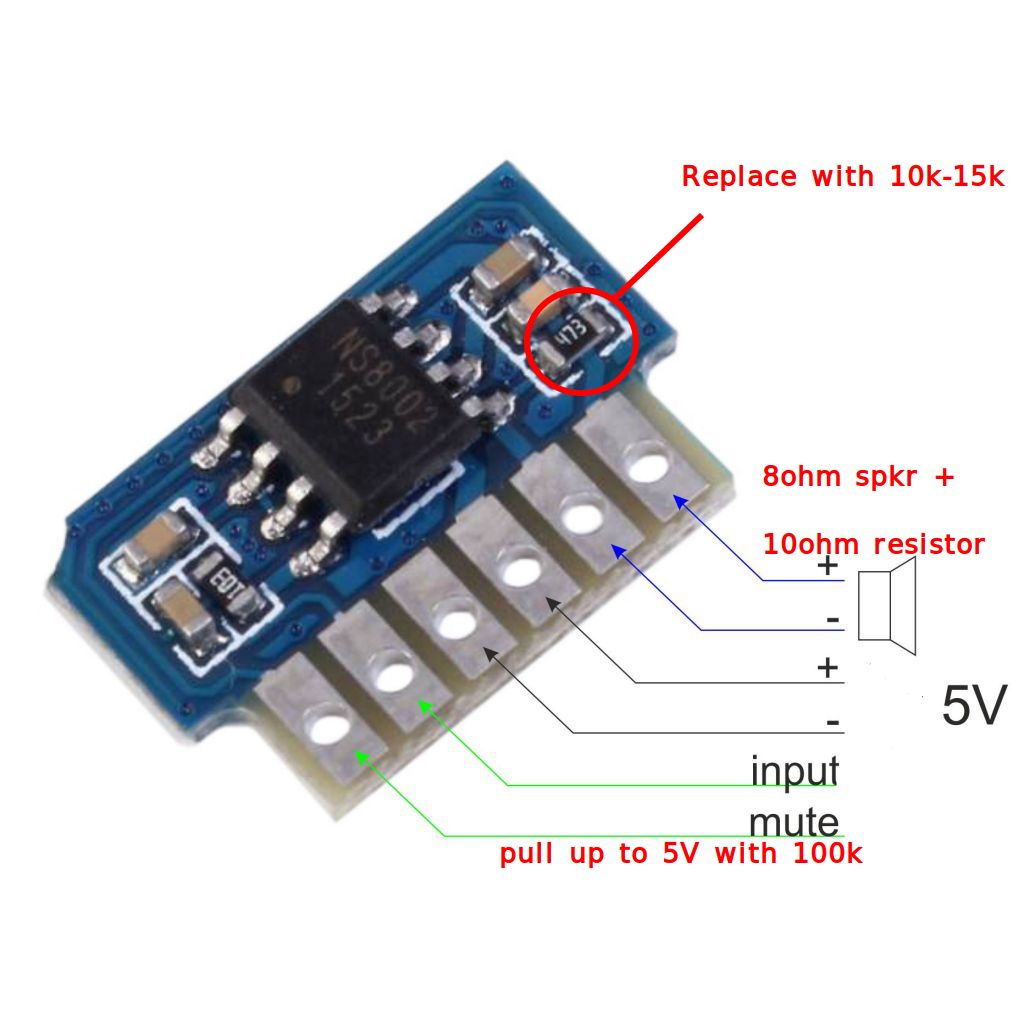 Replace with 10k-15k
473
NS8002
1523
8ohm spkr +
10ohm resistor
+
-
+
5V
-
input
mute
pull up to 5V with 100k